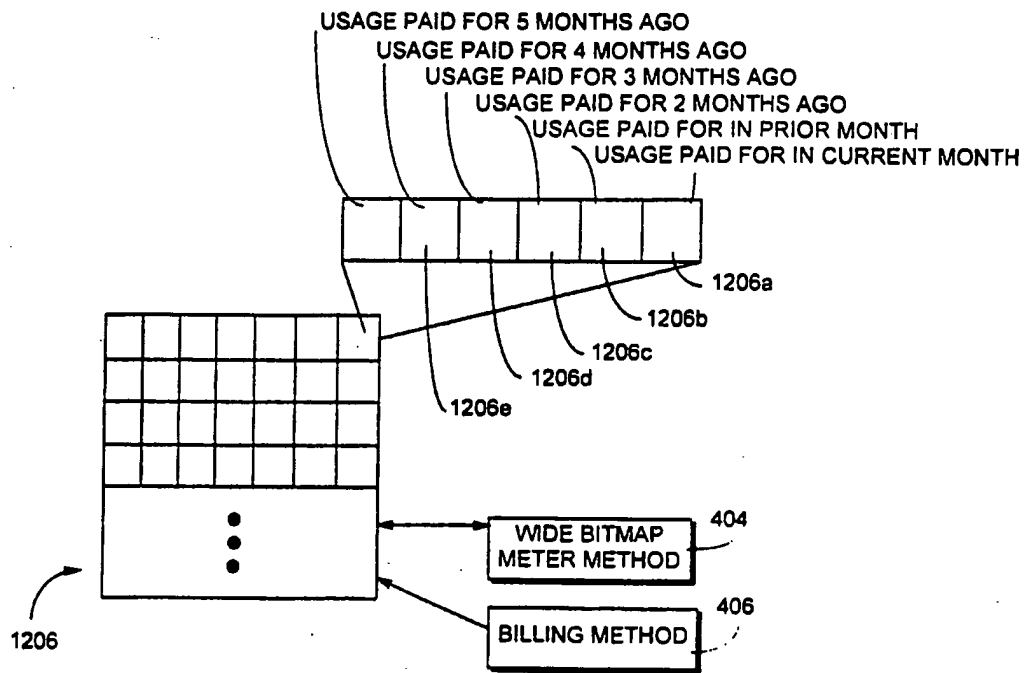 USAGE PAID FOR 5 MONTHS AGO
USAGE PAID FOR 4 MONTHS AGO
USAGE PAID FOR 3 MONTHS AGO
USAGE PAID FOR 2 MONTHS AGO
USAGE PAID FOR IN PRIOR MONTH
USAGE PAID FOR IN CURRENT MONTH
1206a
1206b
1206c
1206d
1206e
404
WIDE BITMAP
METER METHOD
406
BILLING METHOD
1206